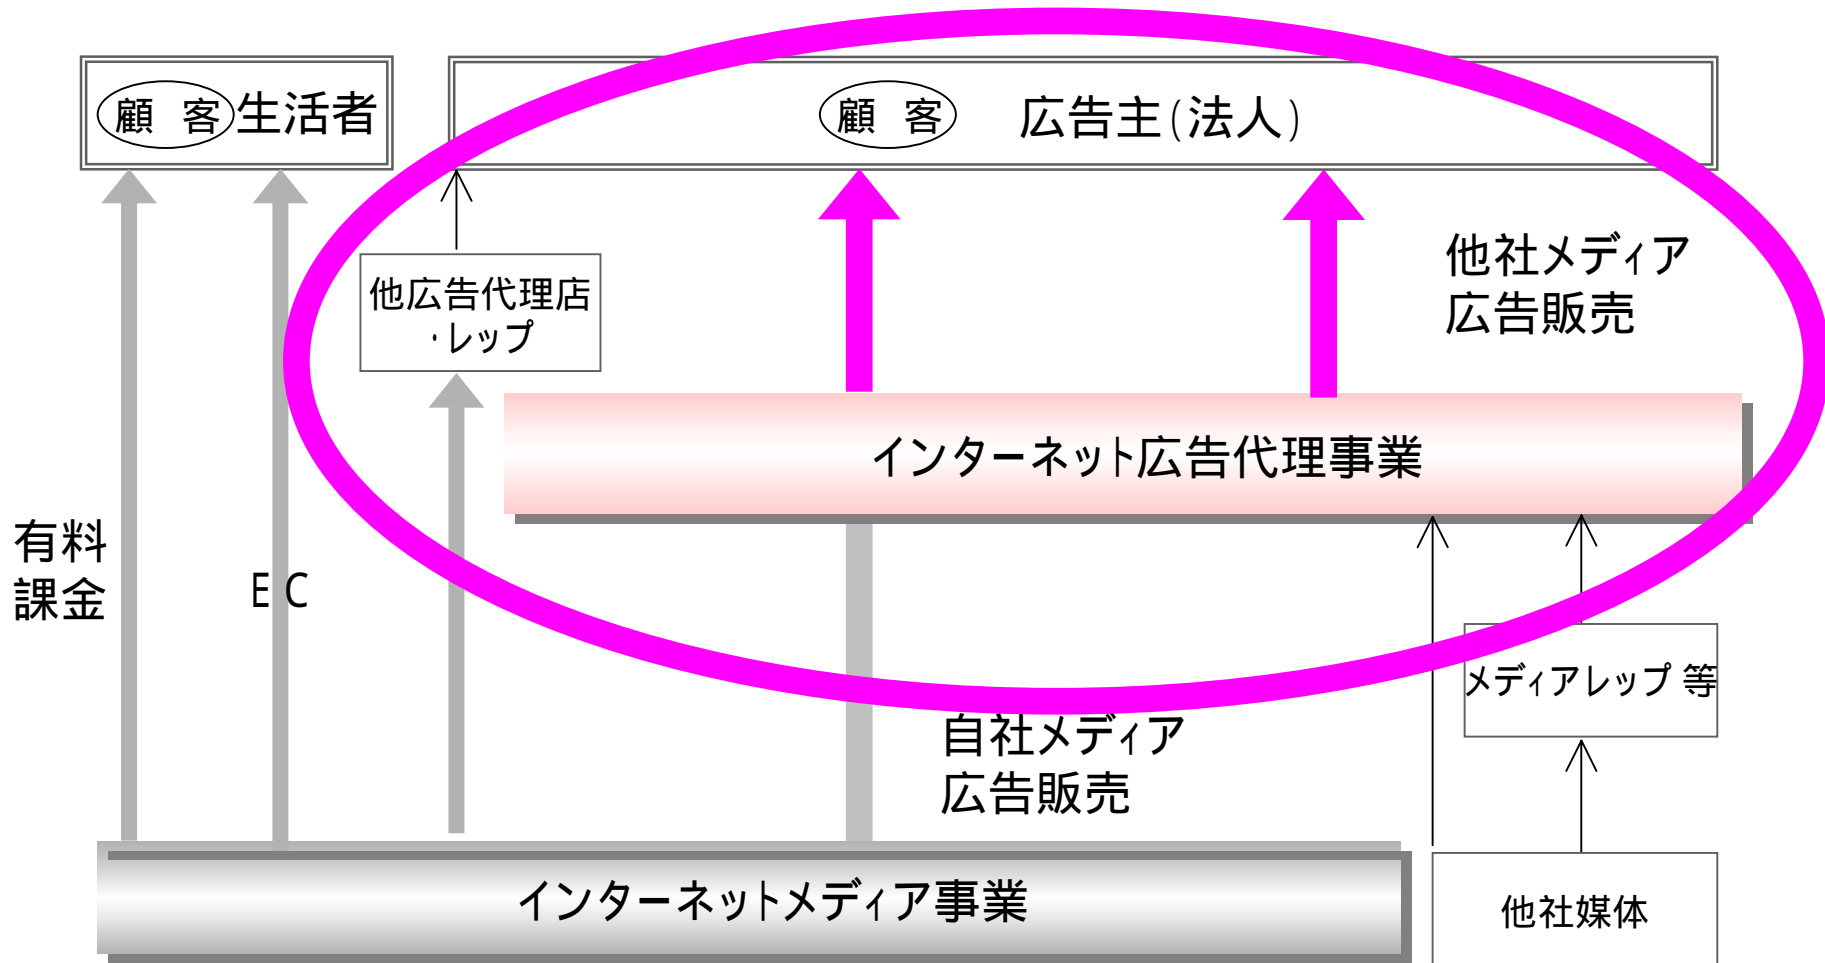 顧 客 生活者
顧 客 広告主(法人)
他社メディア
広告販売
他広告代理店
・レップ
インターネット広告代理事業
有料
課金
EC
メディアレップ 等
自社メディア
広告販売
インターネットメディア事業
他社媒体